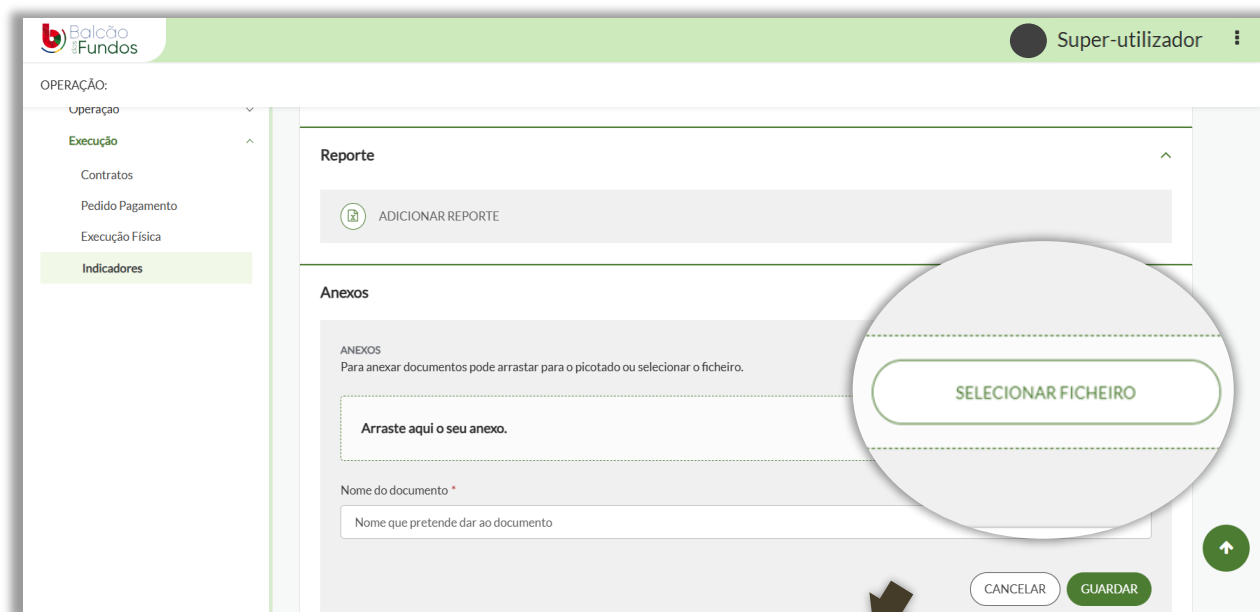 Balcão
dos Fundos
Super-utilizador
OPERAÇÃO:
Operação
Execução
Contratos
Pedido Pagamento
Execução Física
Indicadores
Reporte
ADICIONAR REPORTE
Anexos
ANEXOS
Para anexar documentos pode arrastar para o picotado ou selecionar o ficheiro.
Arraste aqui o seu anexo.
SELECIONAR FICHEIRO
Nome do documento *
Nome que pretende dar ao documento
CANCELAR
GUARDAR